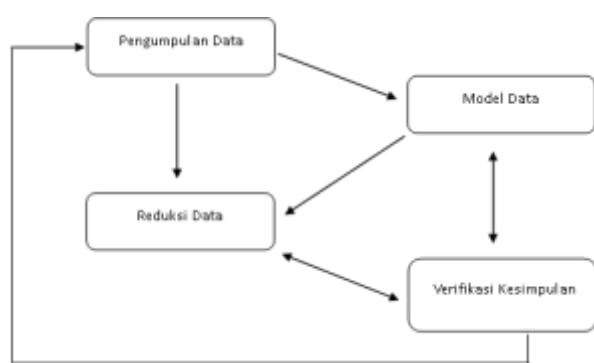 Pengumpulan Data
Model Data
Reduksi Data
Verifikasi Kesimpulan